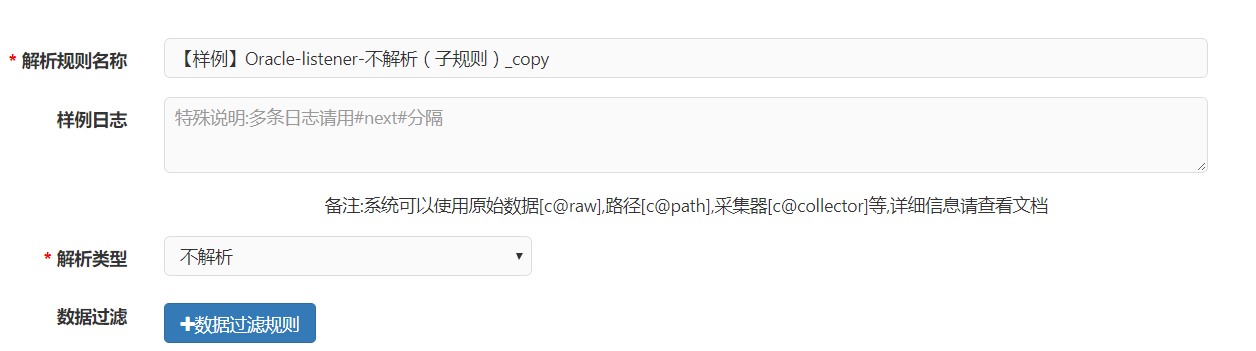 * 解析规则名称 【样例】Oracle-listener-不解析（子规则）_copy
样例日志 特殊说明:多条日志请用#next#分隔
备注:系统可以使用原始数据[c@raw],路径[c@path],采集器[c@collector]等,详细信息请查看文档
* 解析类型 不解析
数据过滤 +数据过滤规则